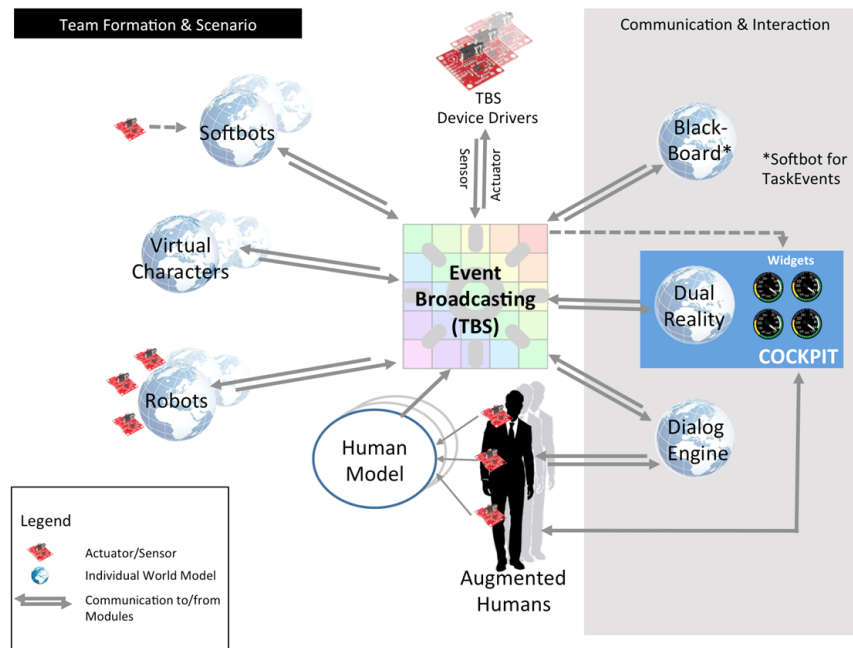 Team Formation & Scenario
Communication & Interaction
TBS
Device Drivers
Sensor
Actuator
Softbots
Black-
Board*
*Softbot for
TaskEvents
Virtual
Characters
Event
Broadcasting
(TBS)
Widgets
Dual
Reality
COCKPIT
Robots
Human
Model
Dialog
Engine
Augmented
Humans
Legend
Actuator/Sensor
Individual World Model
Communication to/from
Modules